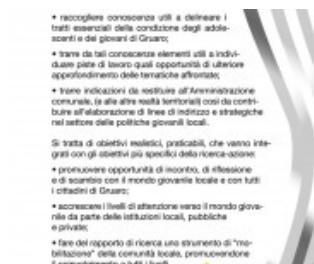 • raccogliere conoscenza utili a delineare i
tratti essenziali della condizione degli adole-
scenti e dei giovani di Gruaro;
• trarre da tali conoscenze elementi utili a indivi-
duare piste di lavoro quali opportunità di ulteriore
approfondimento delle tematiche affrontate;
• trarre indicazioni da restituire all'Amministrazione
comunale, (e alle altre realtà territoriali) così da contri-
buire all'elaborazione di linee di indirizzo e strategiche
nel settore delle politiche giovanili locali.
Si tratta di obiettivi realistici, praticabili, che vanno inte-
grati con gli obiettivi più specifici della ricerca-azione:
• promuovere opportunità di incontro, di riflessione
e di scambio con il mondo giovanile locale e con tutti
i cittadini di Gruaro;
• accrescere i livelli di attenzione verso il mondo giova-
nile da parte delle istituzioni locali, pubbliche
e private;
• fare del rapporto di ricerca uno strumento di "mo-
bilitazione" della comunità locale, promuovendone